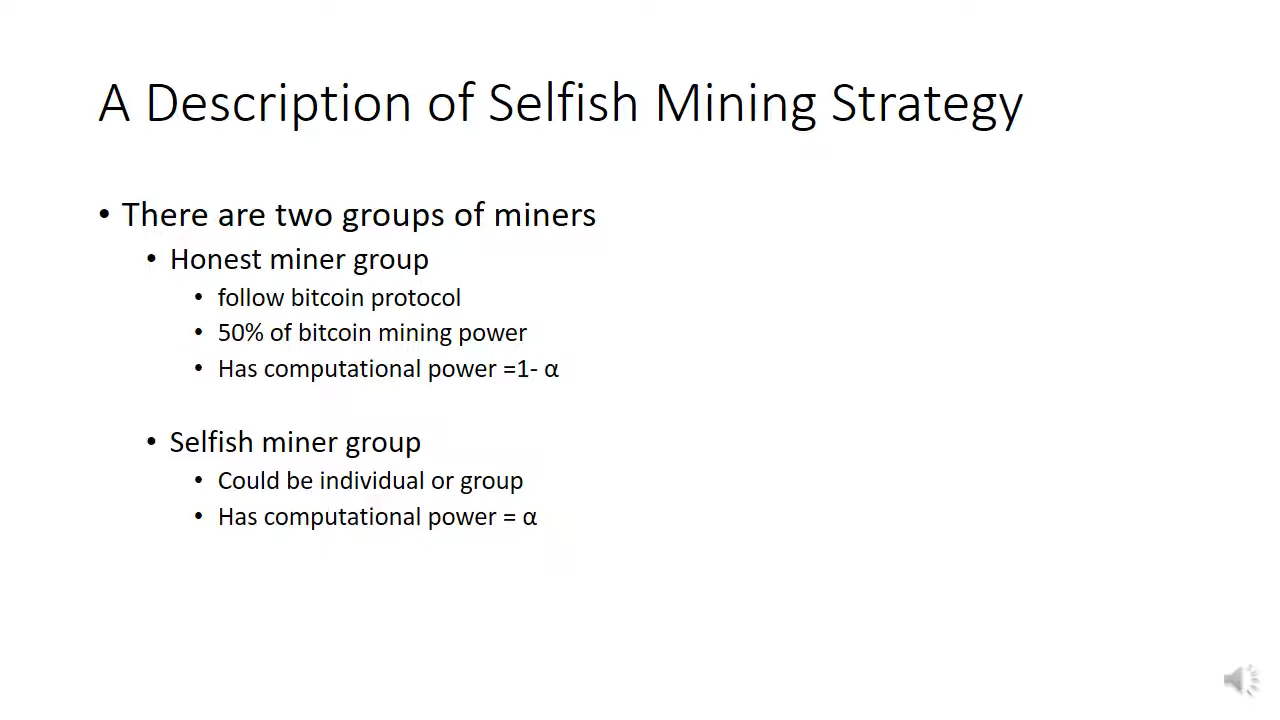 A Description of Selfish Mining Strategy
• There are two groups of miners
• Honest miner group
• follow bitcoin protocol
• 50% of bitcoin mining power
• Has computational power =1- α
• Selfish miner group
• Could be individual or group
• Has computational power = α